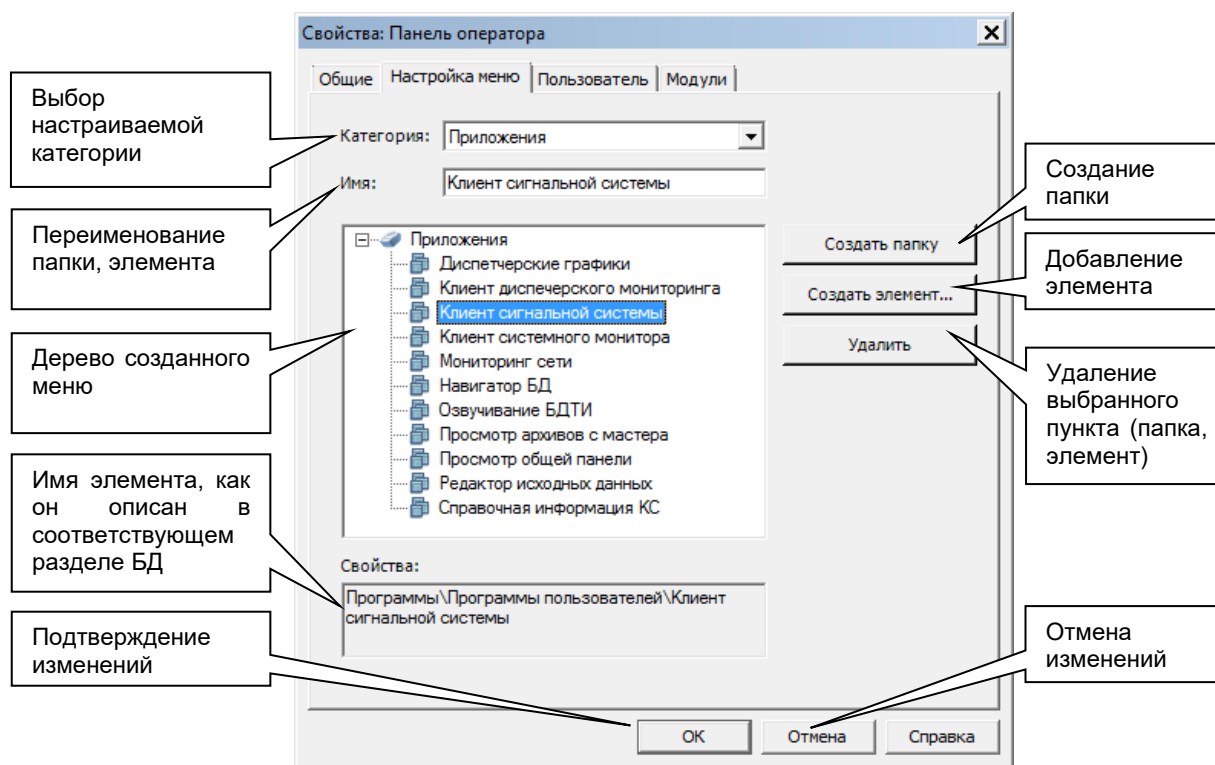 Свойства: Панель оператора
Общие
Настройка меню
Пользователь
Модули
Выбор
настраиваемой
категории
Категория:
Приложения
Имя:
Клиент сигнальной системы
Создание
папки
Переименование
папки, элемента
Приложения
Диспетчерские графики
Клиент диспечерского мониторинга
Клиент сигнальной системы
Клиент системного монитора
Мониторинг сети
Навигатор БД
Озвучивание БДТИ
Просмотр архивов с мастера
Просмотр общей панели
Редактор исходных данных
Справочная информация КС
Создать папку
Создать элемент...
Удалить
Добавление
элемента
Дерево созданного
меню
Удаление
выбранного
пункта (папка,
элемент)
Имя элемента, как
он описан в
соответствующем
разделе БД
Свойства:
Программы\Программы пользователей\Клиент
сигнальной системы
Подтверждение
изменений
Отмена
изменений
ОК
Отмена
Справка